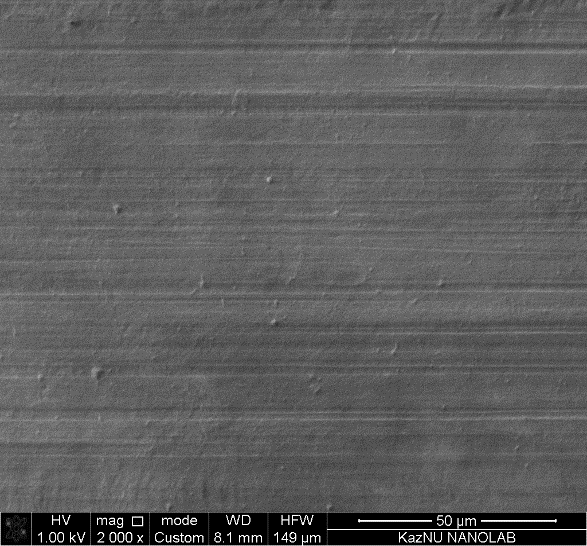 HV mag mode WD HFW 50 µm
1.00 kV 2 000 x Custom 8.1 mm 149 µm KazNU NANOLAB